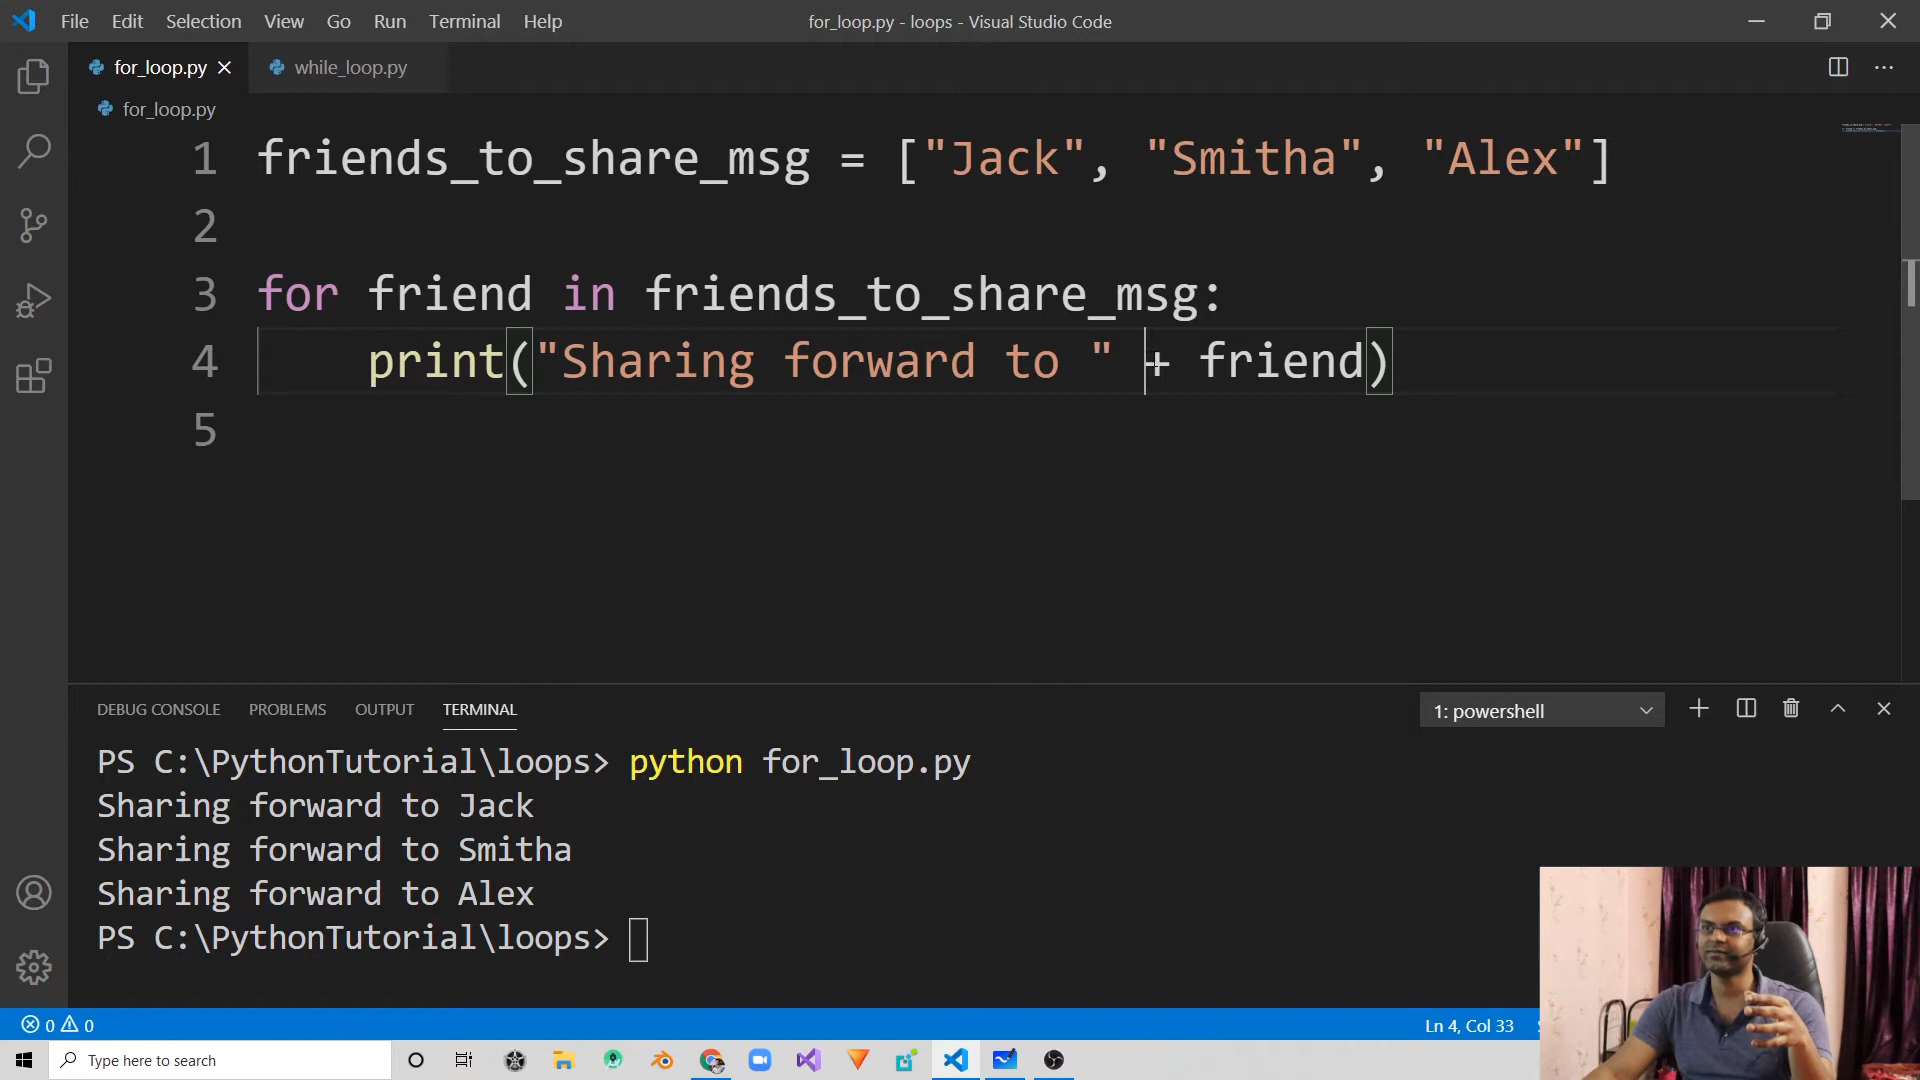 File Edit Selection View Go Run Terminal Help for_loop.py - loops - Visual Studio Code
for_loop.py while_loop.py
for_loop.py
1 friends_to_share_msg = ["Jack", "Smitha", "Alex"]
2
3 for friend in friends_to_share_msg:
4 print("Sharing forward to " + friend)
5
DEBUG CONSOLE PROBLEMS OUTPUT TERMINAL 1: powershell
PS C:\PythonTutorial\loops> python for_loop.py
Sharing forward to Jack
Sharing forward to Smitha
Sharing forward to Alex
PS C:\PythonTutorial\loops>
0 0 Ln 4, Col 33
Type here to search